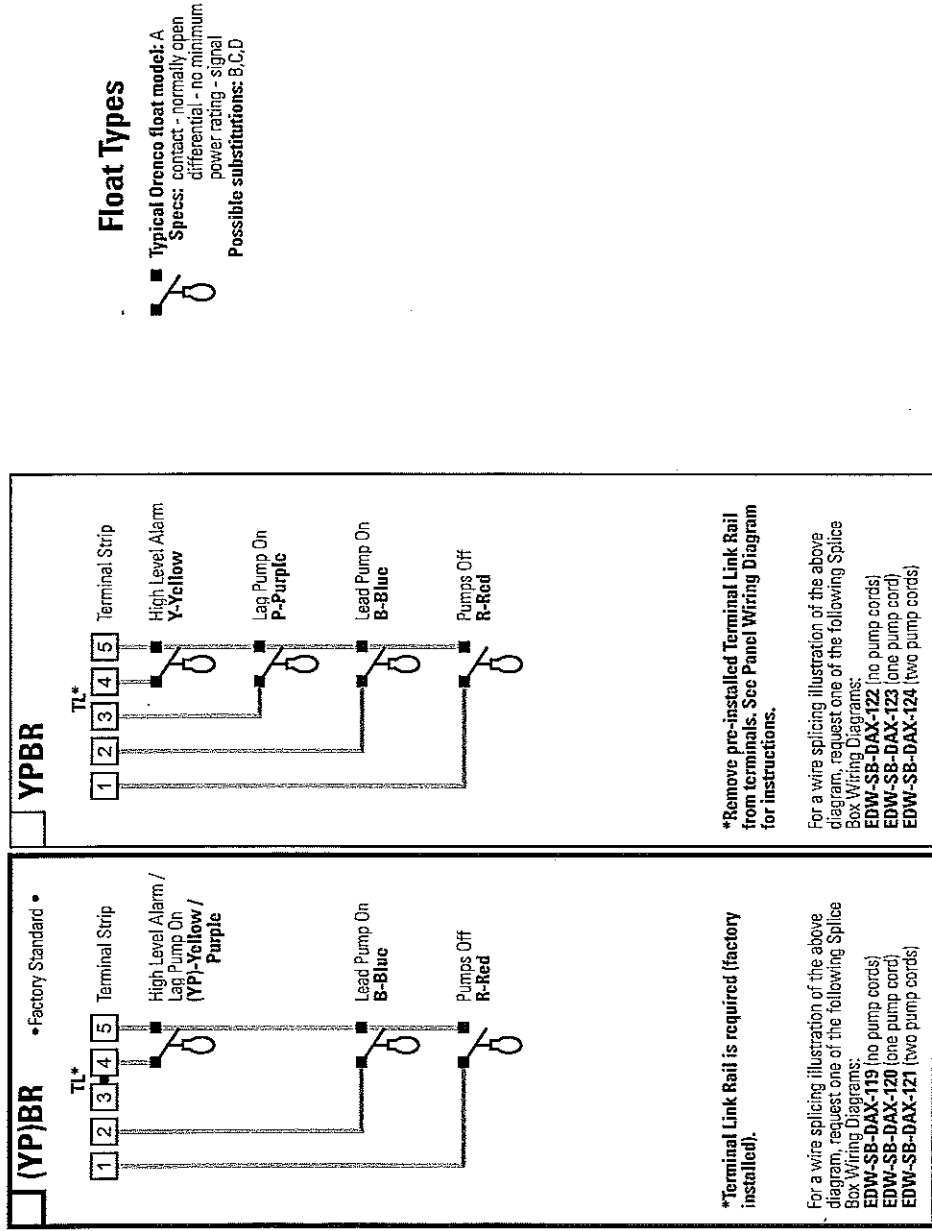 (YP)BR
•Factory Standard•
TL*
1 2 3 4 5 Terminal Strip
High Level Alarm /
Lag Pump On
(YP)-Yellow /
Purple
Lead Pump On
B-Blue
Pumps Off
R-Red
*Terminal Link Rail is required (factory
installed).
For a wire splicing illustration of the above
diagram, request one of the following Splice
Box Wiring Diagrams:
EDW-SB-DAX-119 (no pump cords)
EDW-SB-DAX-120 (one pump cord)
EDW-SB-DAX-121 (two pump cords)
YPBR
TL*
1 2 3 4 5 Terminal Strip
High Level Alarm
Y-Yellow
Lag Pump On
P-Purple
Lead Pump On
B-Blue
Pumps Off
R-Red
*Remove pre-installed Terminal Link Rail
from terminals. See Panel Wiring Diagram
for instructions.
For a wire splicing illustration of the above
diagram, request one of the following Splice
Box Wiring Diagrams:
EDW-SB-DAX-122 (no pump cords)
EDW-SB-DAX-123 (one pump cord)
EDW-SB-DAX-124 (two pump cords)
Float Types
Typical Orenco float model: A
Specs: contact - normally open
differential - no minimum
power rating - signal
Possible substitutions: B,C,D